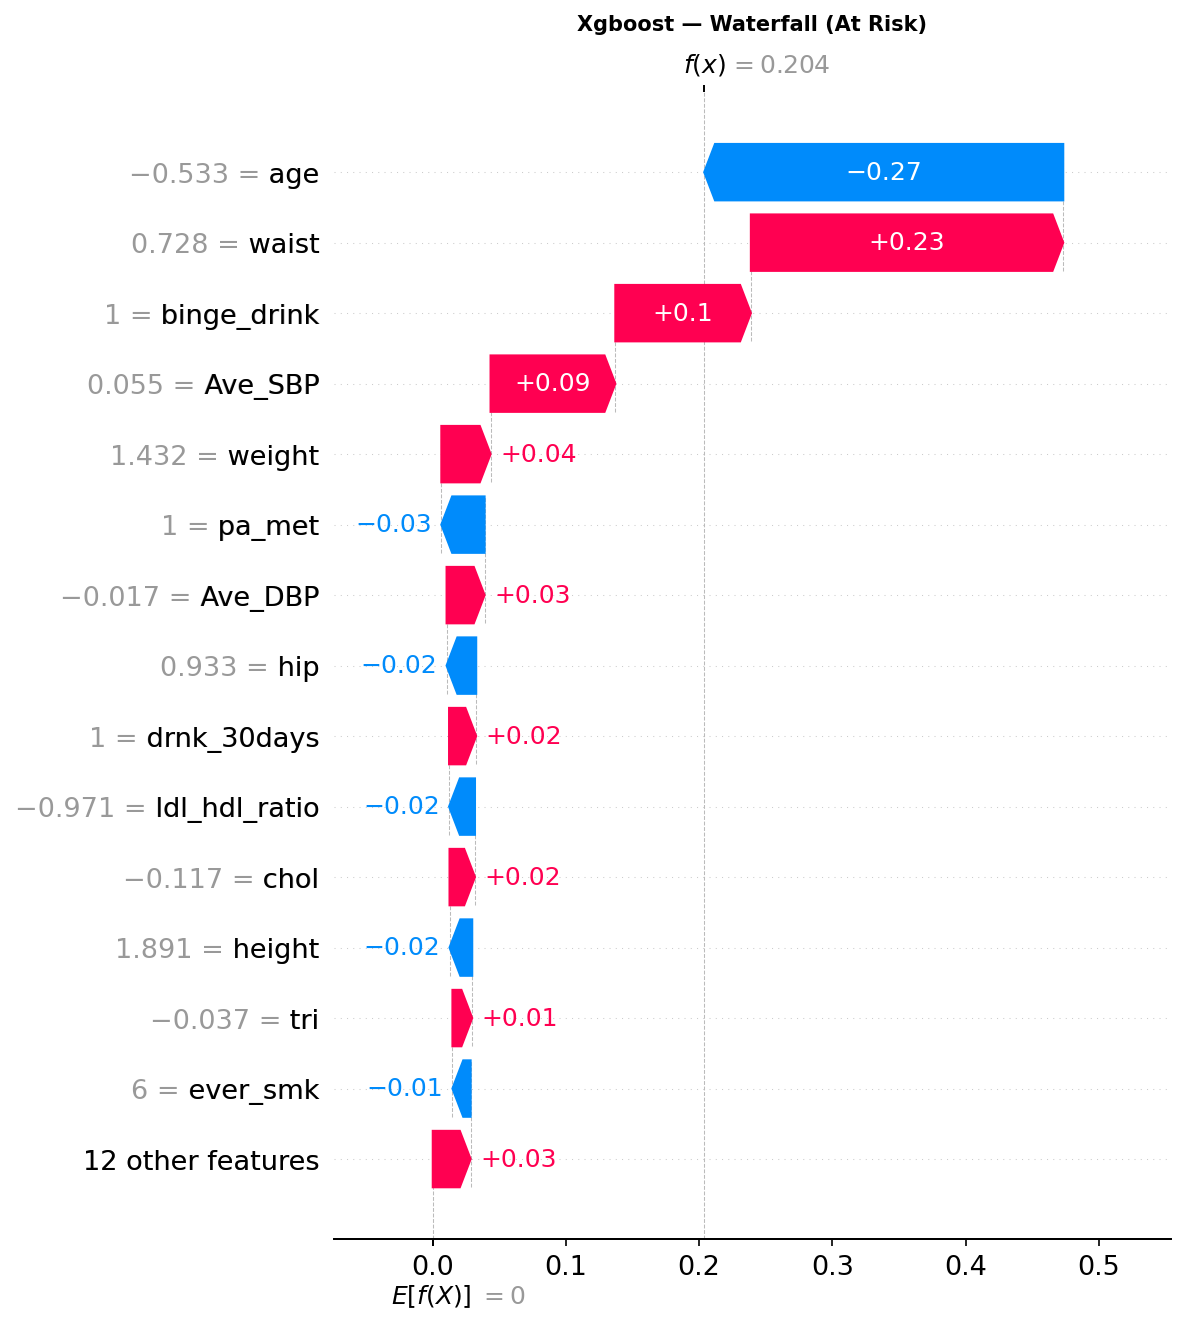 Xgboost — Waterfall (At Risk)
f(x) = 0.204
−0.533 = age −0.27
0.728 = waist +0.23
1 = binge_drink +0.1
0.055 = Ave_SBP +0.09
1.432 = weight +0.04
1 = pa_met −0.03
−0.017 = Ave_DBP +0.03
0.933 = hip −0.02
1 = drnk_30days +0.02
−0.971 = ldl_hdl_ratio −0.02
−0.117 = chol +0.02
1.891 = height −0.02
−0.037 = tri +0.01
6 = ever_smk −0.01
12 other features +0.03
0.0 0.1 0.2 0.3 0.4 0.5
E[f(X)] = 0